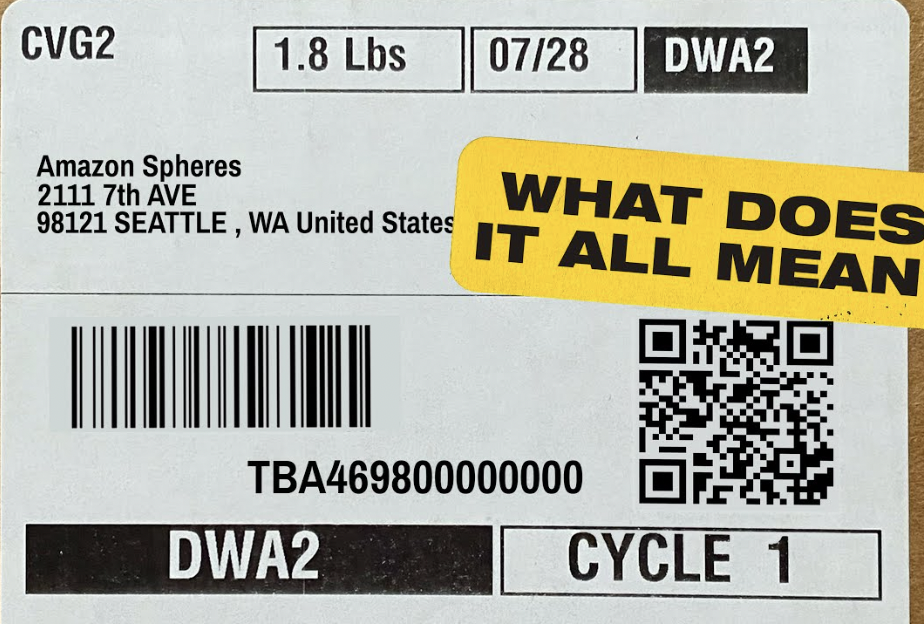 CVG2
1.8 Lbs
07/28
DWA2
Amazon Spheres
2111 7th AVE
98121 SEATTLE , WA United States
WHAT DOES
IT ALL MEAN
TBA469800000000
DWA2
CYCLE 1